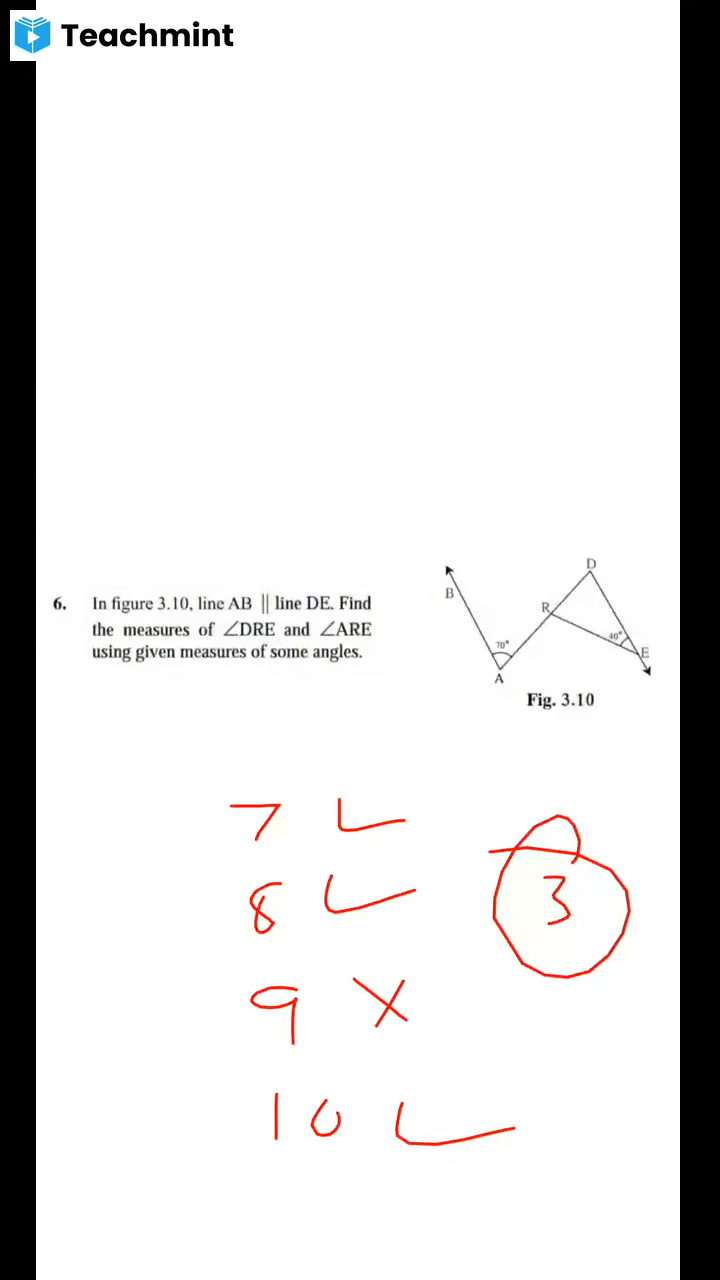 Teachmint
6. In figure 3.10, line AB || line DE. Find
the measures of ∠DRE and ∠ARE
using given measures of some angles.
D
B
R
70°
40°
E
A
Fig. 3.10
7
8
3
9 ×
10